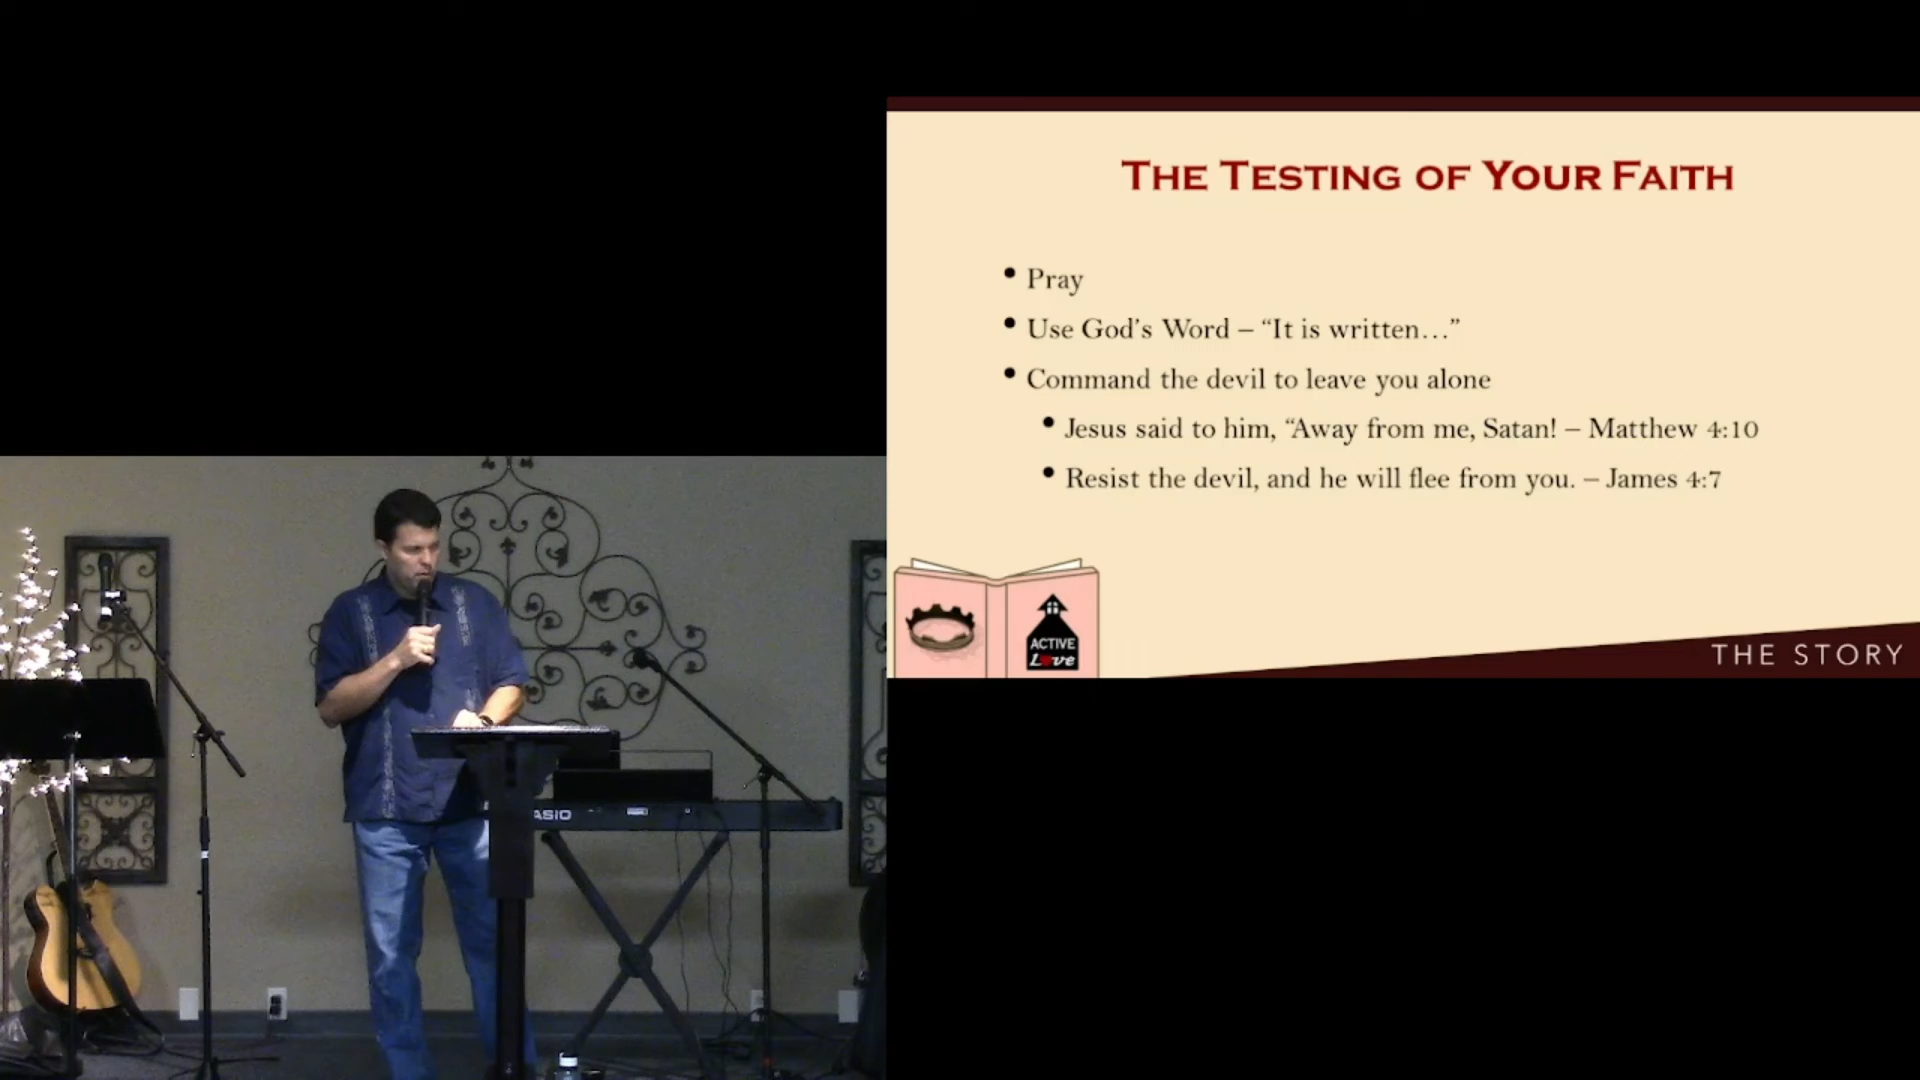 THE TESTING OF YOUR FAITH
• Pray
• Use God's Word – “It is written…”
• Command the devil to leave you alone
• Jesus said to him, “Away from me, Satan! – Matthew 4:10
• Resist the devil, and he will flee from you. – James 4:7
ACTIVE
Love
THE STORY
ASIO